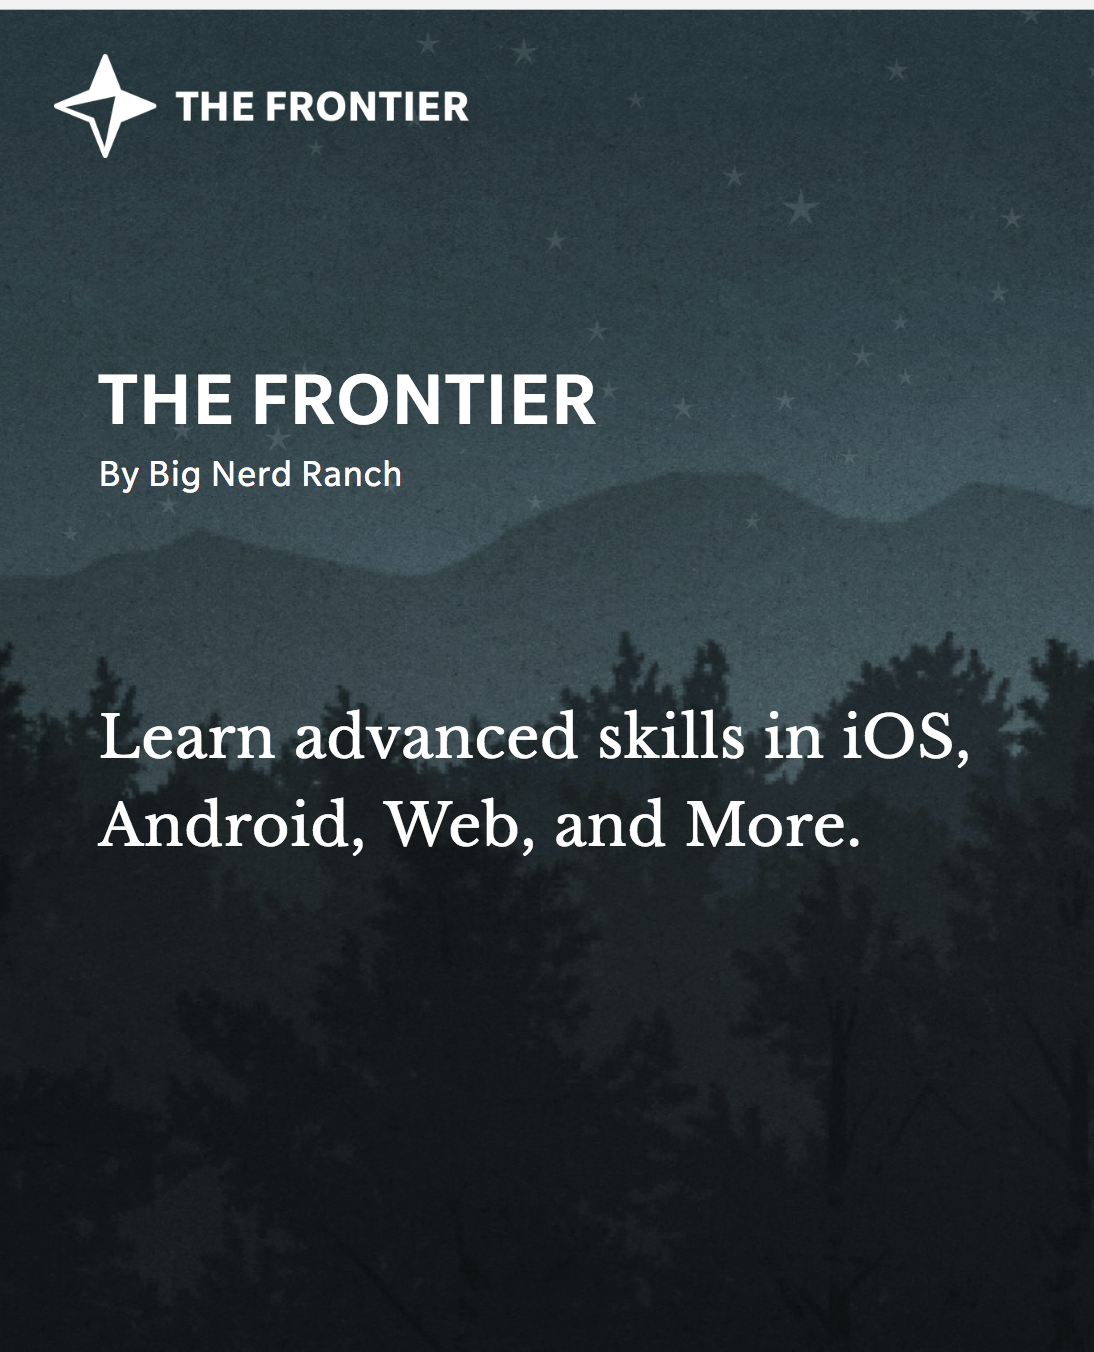 THE FRONTIER
THE FRONTIER
By Big Nerd Ranch
Learn advanced skills in iOS,
Android, Web, and More.